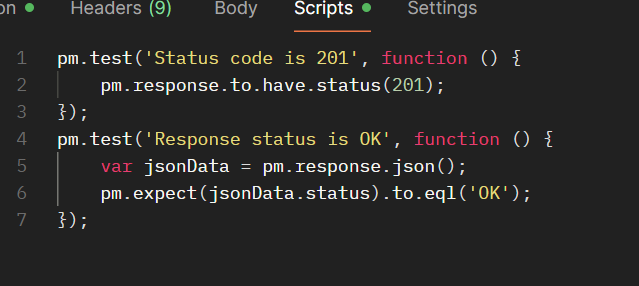 on Headers (9) Body Scripts Settings
1 pm.test('Status code is 201', function () {
2 pm.response.to.have.status(201);
3 });
4 pm.test('Response status is OK', function () {
5 var jsonData = pm.response.json();
6 pm.expect(jsonData.status).to.eql('OK');
7 });